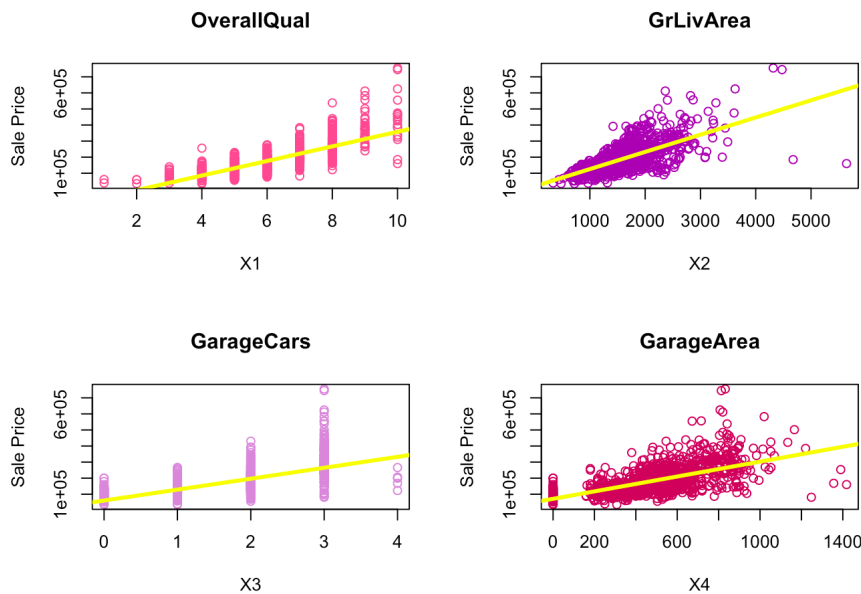 OverallQual
Sale Price
1e+05 6e+05
2 4 6 8 10
X1
GrLivArea
Sale Price
1e+05 6e+05
1000 2000 3000 4000 5000
X2
GarageCars
Sale Price
1e+05 6e+05
0 1 2 3 4
X3
GarageArea
Sale Price
1e+05 6e+05
0 200 600 1000 1400
X4